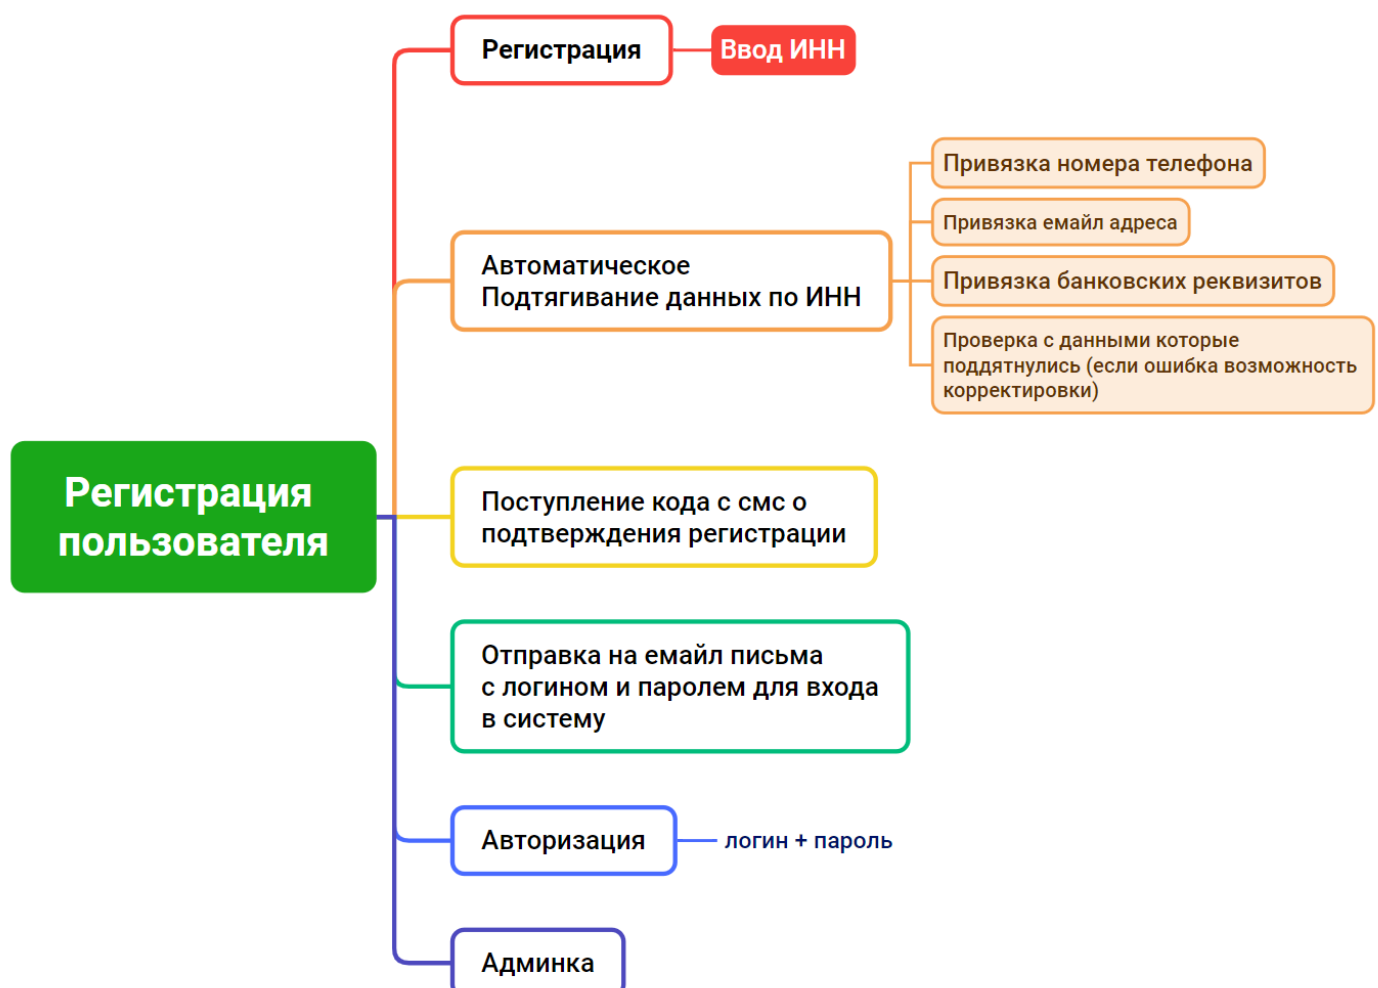 Регистрация
пользователя
Регистрация
Ввод ИНН
Автоматическое
Подтягивание данных по ИНН
Привязка номера телефона
Привязка емайл адреса
Привязка банковских реквизитов
Проверка с данными которые
поддятнулись (если ошибка возможность
корректировки)
Поступление кода с смс о
подтверждения регистрации
Отправка на емайл письма
с логином и паролем для входа
в систему
Авторизация
логин + пароль
Админка